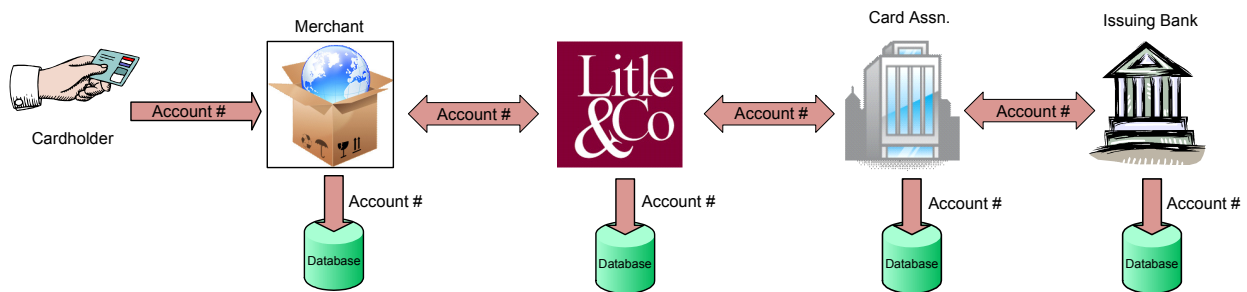 Merchant
Card Assn.
Issuing Bank
Cardholder
Account #
Account #
Litle
&Co
Account #
Account #
Account #
Account #
Account #
Account #
Database
Database
Database
Database